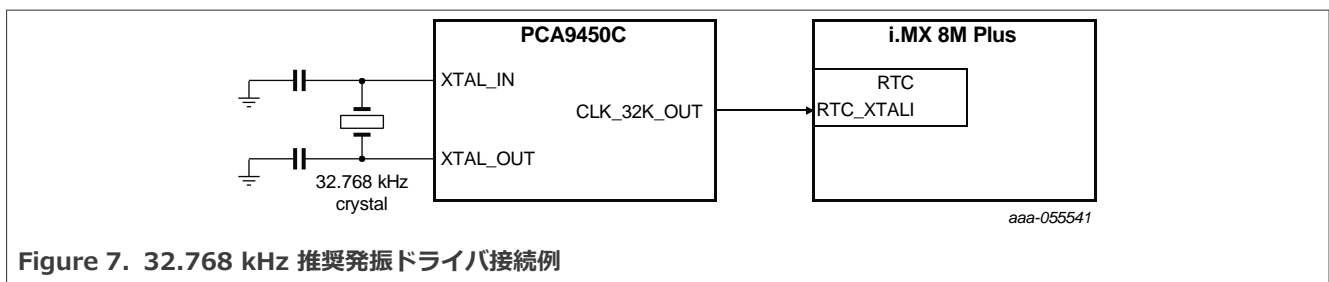 PCA9450C
i.MX 8M Plus
XTAL_IN
RTC
CLK_32K_OUT
RTC_XTALI
XTAL_OUT
32.768 kHz
crystal
aaa-055541
Figure 7. 32.768 kHz 推奨発振ドライバ接続例